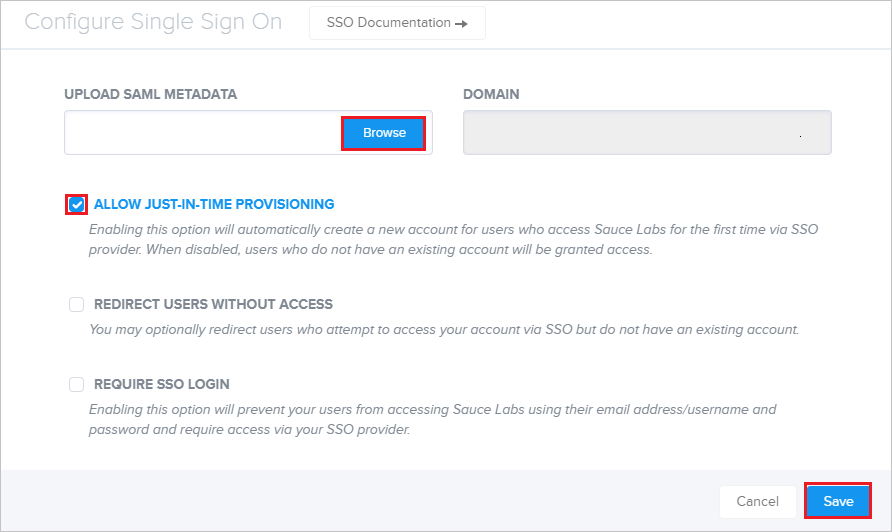 Configure Single Sign On
SSO Documentation →
UPLOAD SAML METADATA
DOMAIN
Browse
.
ALLOW JUST-IN-TIME PROVISIONING
Enabling this option will automatically create a new account for users who access Sauce Labs for the first time via SSO
provider. When disabled, users who do not have an existing account will be granted access.
REDIRECT USERS WITHOUT ACCESS
You may optionally redirect users who attempt to access your account via SSO but do not have an existing account.
REQUIRE SSO LOGIN
Enabling this option will prevent your users from accessing Sauce Labs using their email address/username and
password and require access via your SSO provider.
Cancel
Save